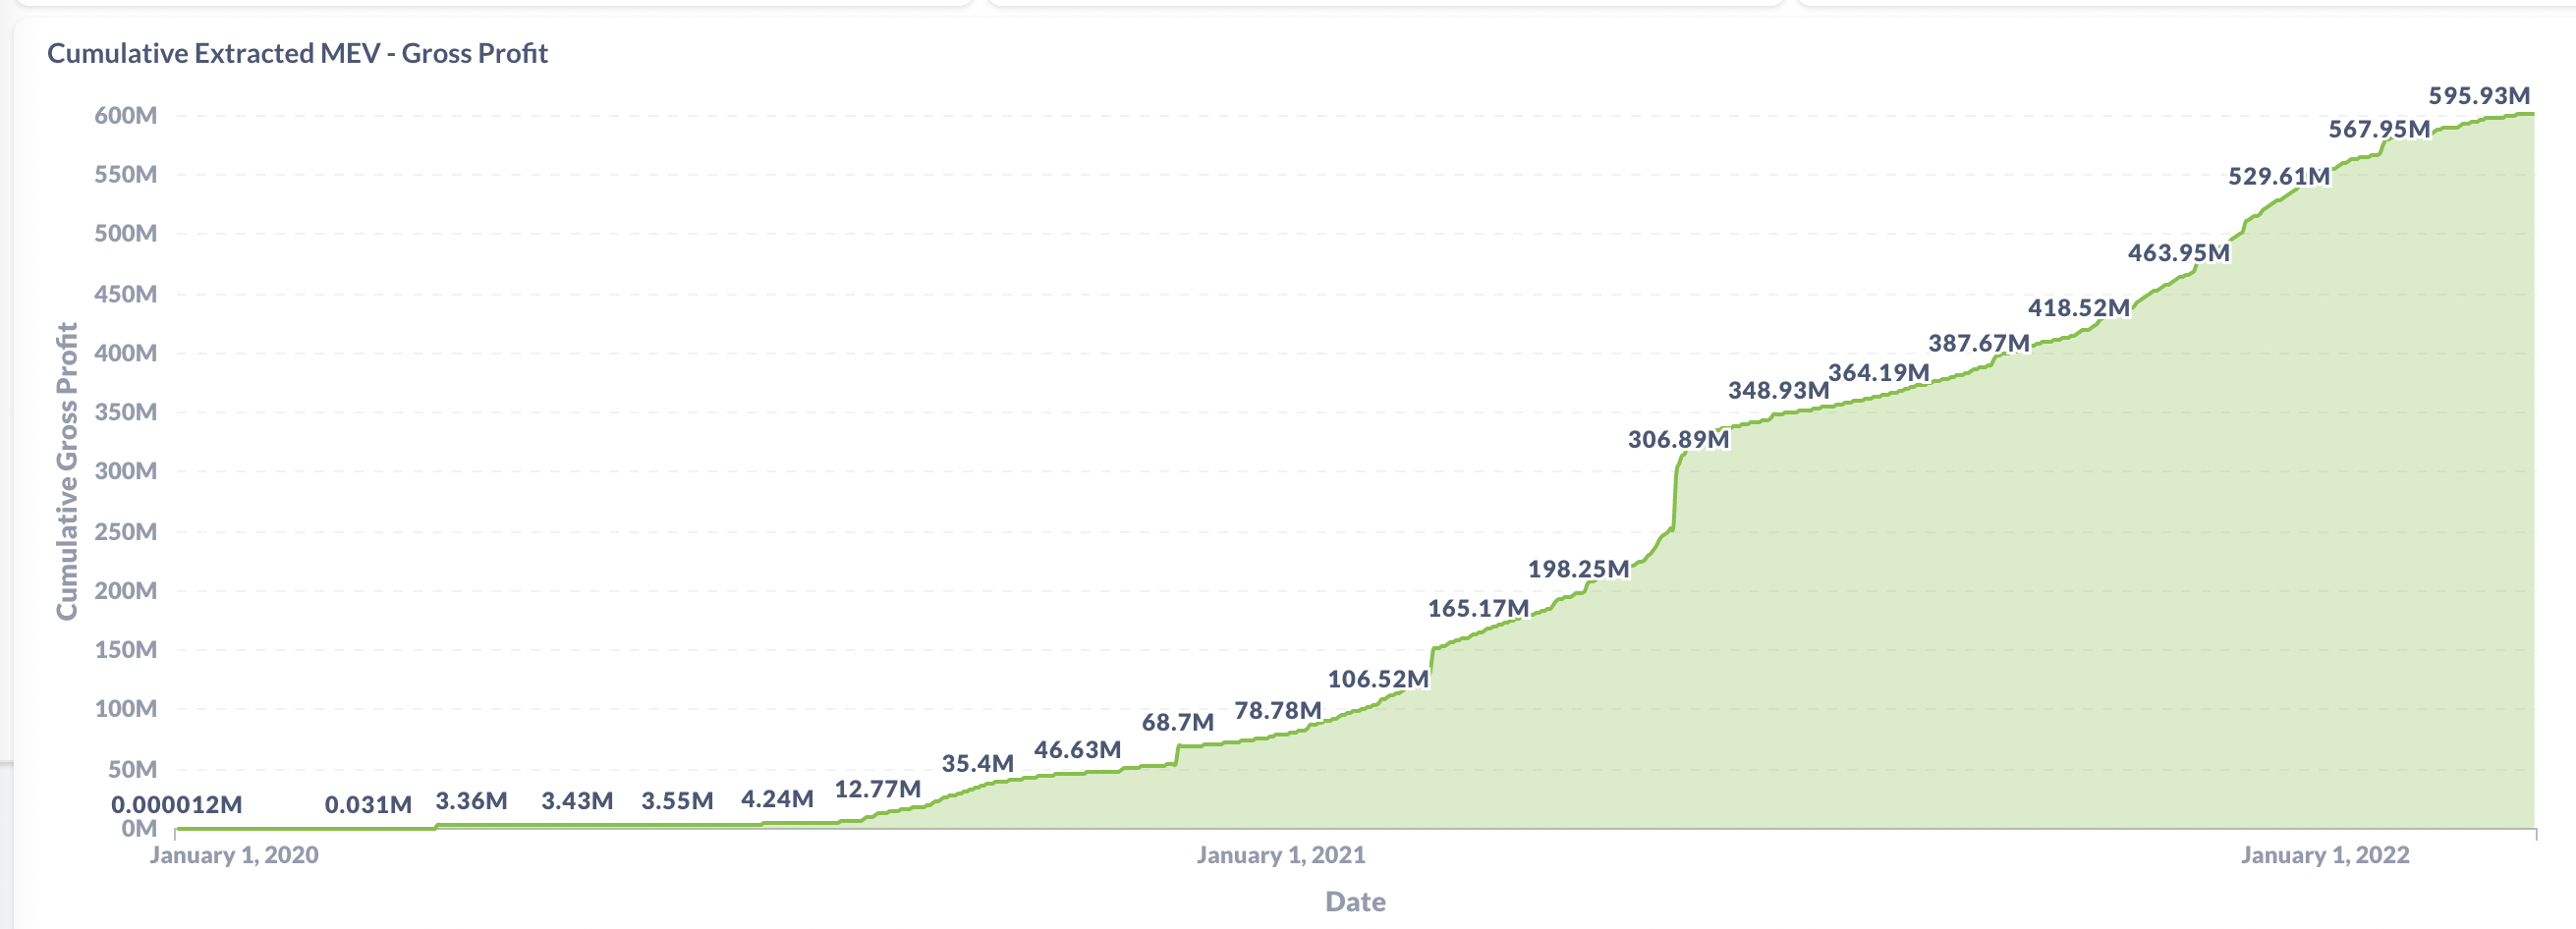 Cumulative Extracted MEV - Gross Profit
595.93M
600M
567.95M
550M
529.61M
500M
463.95M
450M
418.52M
400M
387.67M
364.19M
348.93M
350M
306.89M
300M
250M
198.25M
200M
165.17M
150M
106.52M
100M
78.78M
68.7M
46.63M
35.4M
50M
12.77M
0.000012M 0.031M 3.36M 3.43M 3.55M 4.24M
0M
Cumulative Gross Profit
January 1, 2020 January 1, 2021 January 1, 2022
Date